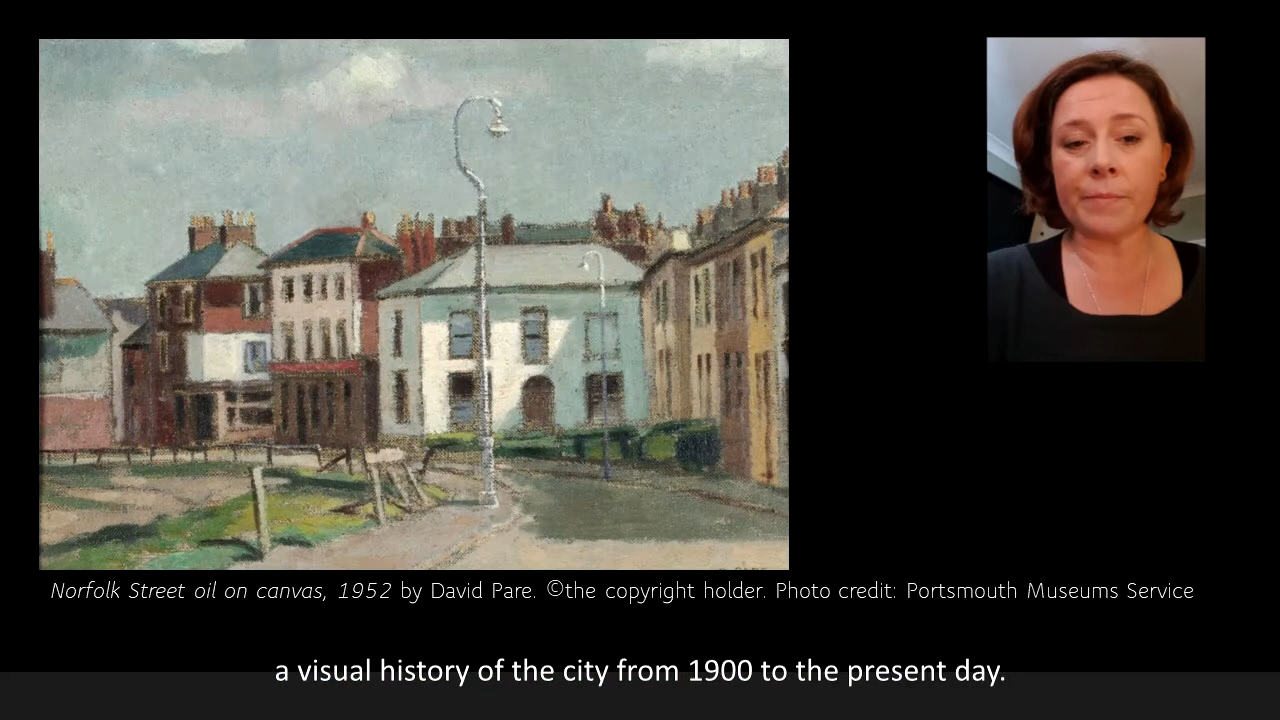 Norfolk Street oil on canvas, 1952 by David Pare. ©the copyright holder. Photo credit: Portsmouth Museums Service
a visual history of the city from 1900 to the present day.